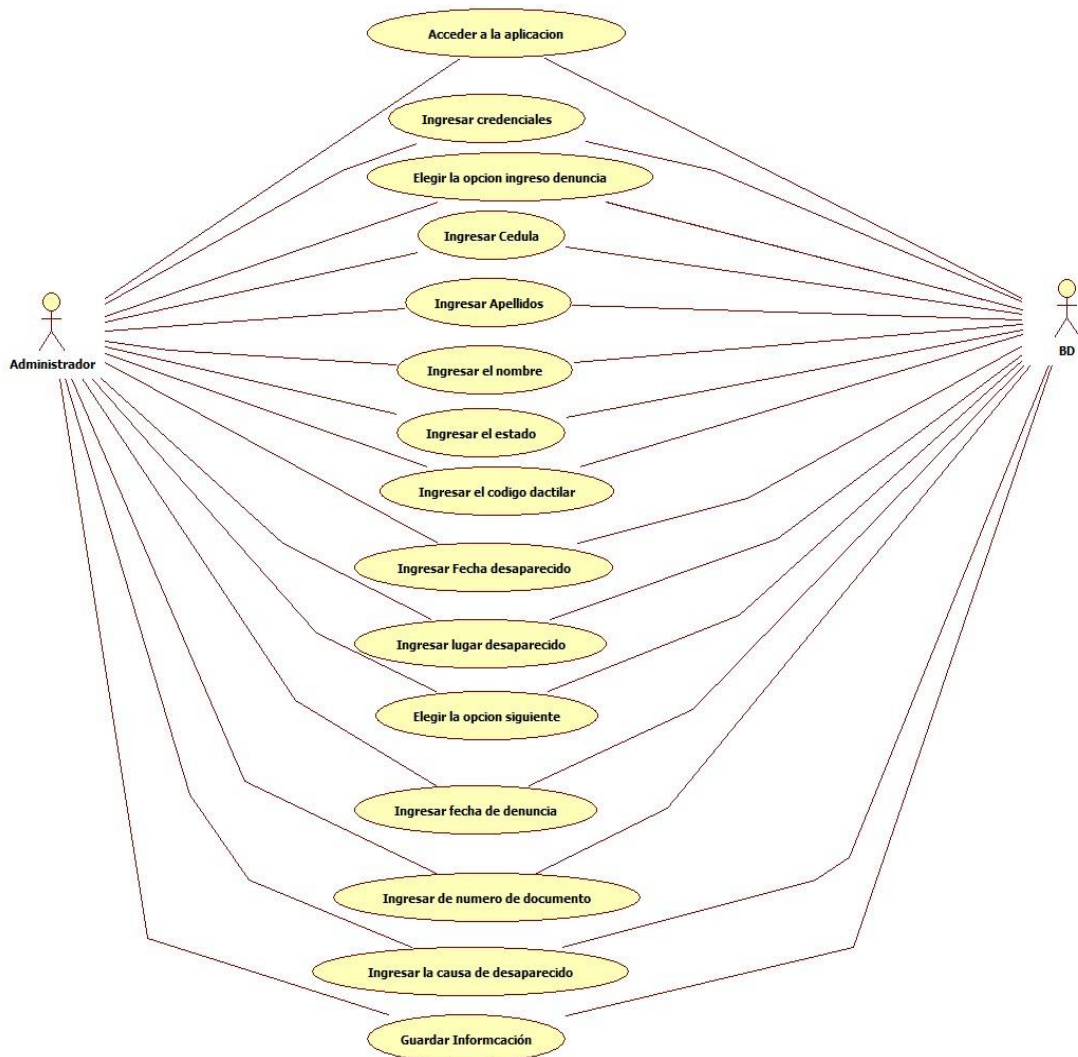 Acceder a la aplicacion
Ingresar credenciales
Elegir la opcion ingreso denuncia
Ingresar Cedula
Ingresar Apellidos
Administrador
BD
Ingresar el nombre
Ingresar el estado
Ingresar el codigo dactilar
Ingresar Fecha desaparecido
Ingresar lugar desaparecido
Elegir la opcion siguiente
Ingresar fecha de denuncia
Ingresar de numero de documento
Ingresar la causa de desaparecido
Guardar Informcación